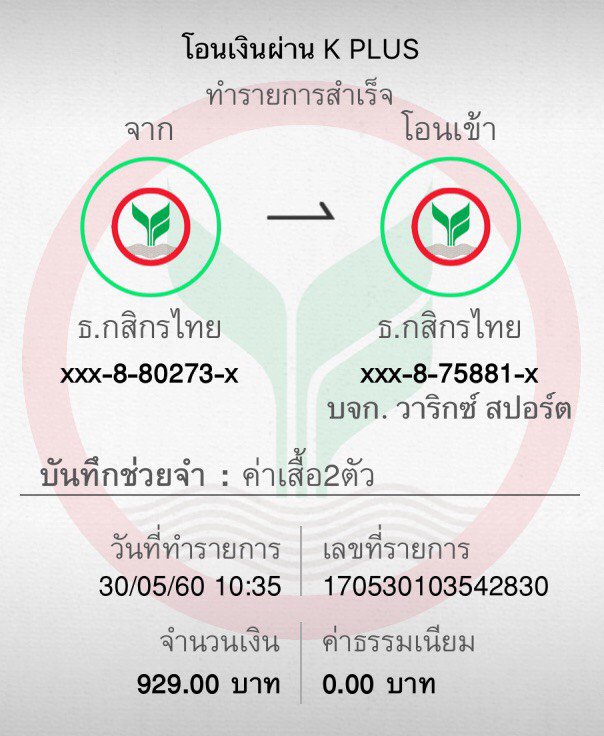 โอนเงินผ่าน K PLUS
ทำรายการสำเร็จ
จาก
โอนเข้า
ธ.กสิกรไทย
ธ.กสิกรไทย
xxx-8-80273-x
xxx-8-75881-x
บจก. วาริกซ์ สปอร์ต
บันทึกช่วยจำ : ค่าเสื้อ2ตัว
วันที่ทำรายการ
เลขที่รายการ
30/05/60 10:35
170530103542830
จำนวนเงิน
ค่าธรรมเนียม
929.00 บาท
0.00 บาท